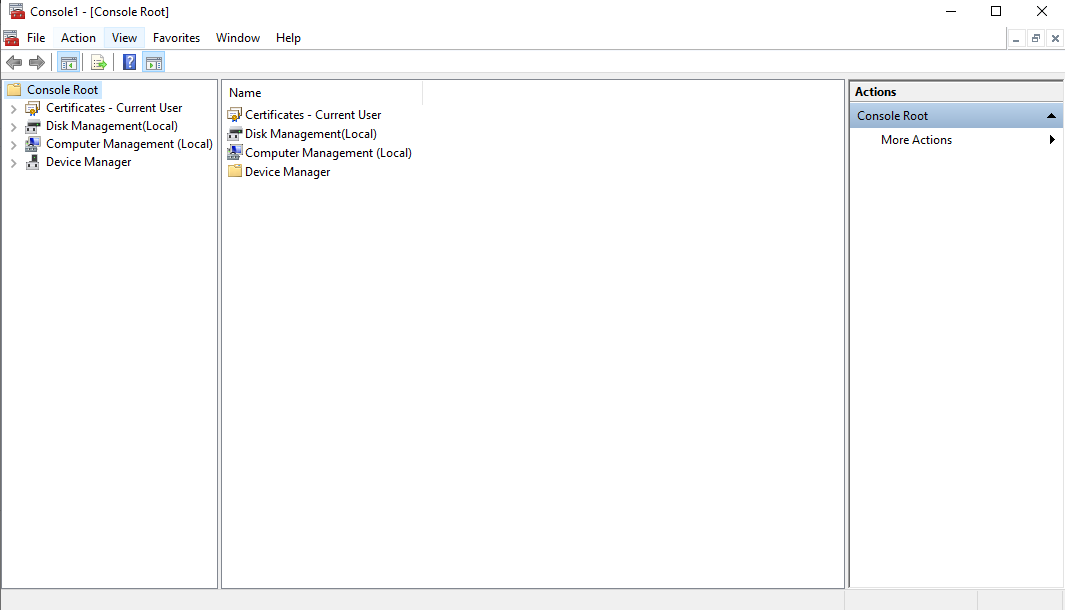 Console1 - [Console Root]
File Action View Favorites Window Help
Console Root
Certificates - Current User
Disk Management(Local)
Computer Management (Local)
Device Manager
Name
Certificates - Current User
Disk Management(Local)
Computer Management (Local)
Device Manager
Actions
Console Root
More Actions